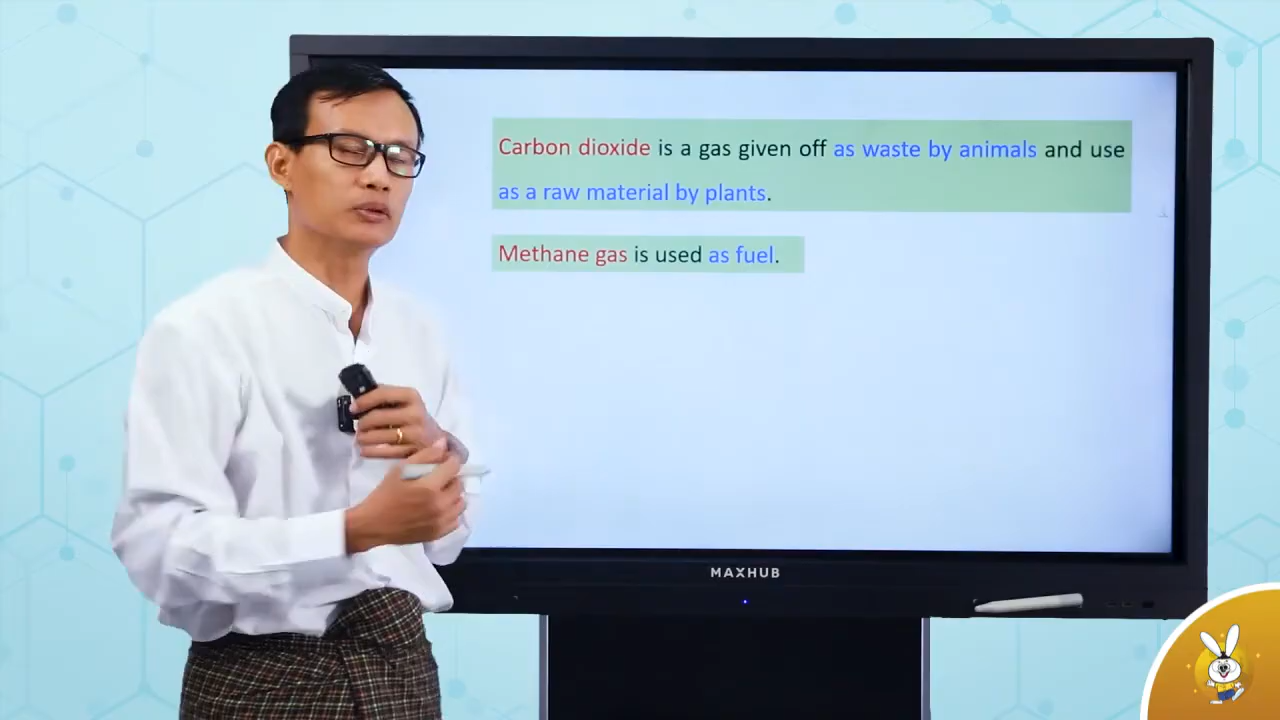 Carbon dioxide is a gas given off as waste by animals and use
as a raw material by plants.
Methane gas is used as fuel.
MAXHUB